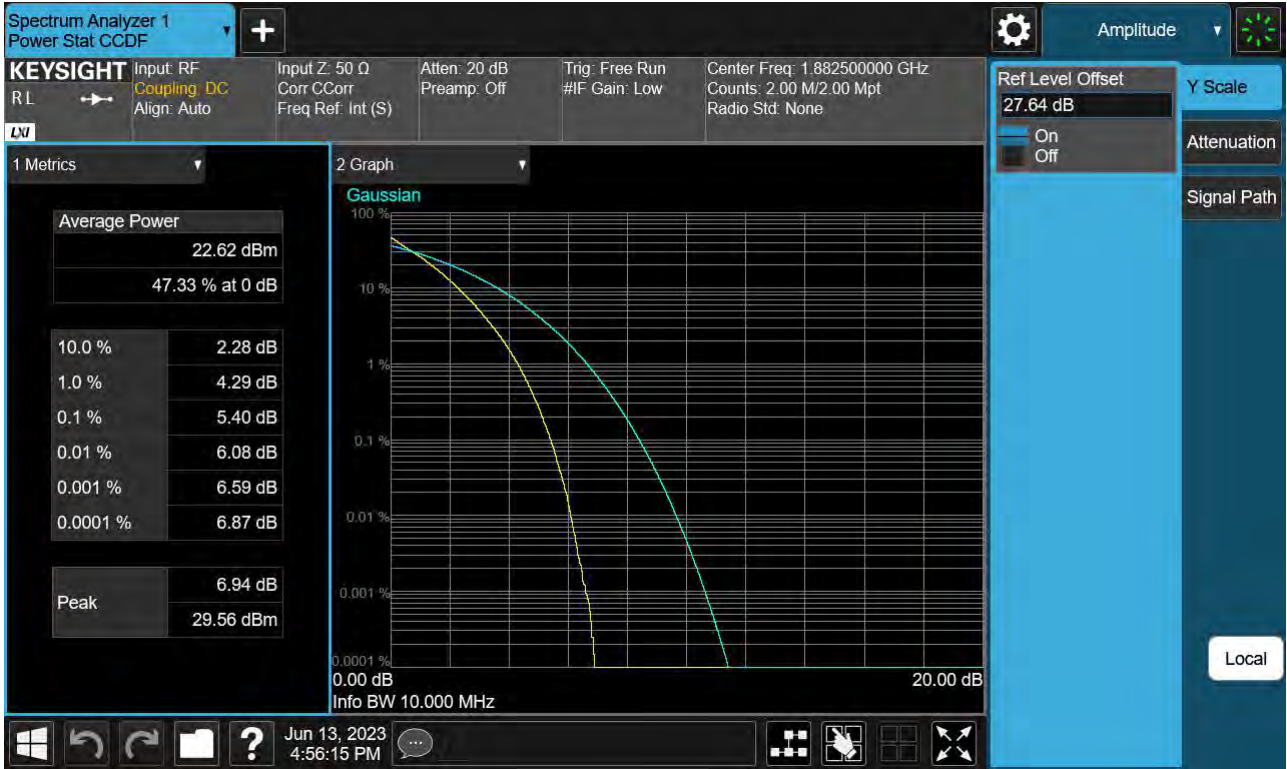 Spectrum Analyzer 1
Power Stat CCDF
+
Amplitude
KEYSIGHT
RL
LXI
Input: RF
Coupling: DC
Align: Auto
Input Z: 50 Ω
Corr CCorr
Freq Ref: Int (S)
Atten: 20 dB
Preamp: Off
Trig: Free Run
#IF Gain: Low
Center Freq: 1.882500000 GHz
Counts: 2.00 M/2.00 Mpt
Radio Std: None
Ref Level Offset
27.64 dB
On
Off
Y Scale
Attenuation
Signal Path
Local
1 Metrics
Average Power
22.62 dBm
47.33 % at 0 dB
10.0 % 2.28 dB
1.0 % 4.29 dB
0.1 % 5.40 dB
0.01 % 6.08 dB
0.001 % 6.59 dB
0.0001 % 6.87 dB
Peak 6.94 dB
29.56 dBm
2 Graph
Gaussian
100 %
10 %
1 %
0.1 %
0.01 %
0.001 %
0.0001 %
0.00 dB 20.00 dB
Info BW 10.000 MHz
?
Jun 13, 2023
4:56:15 PM